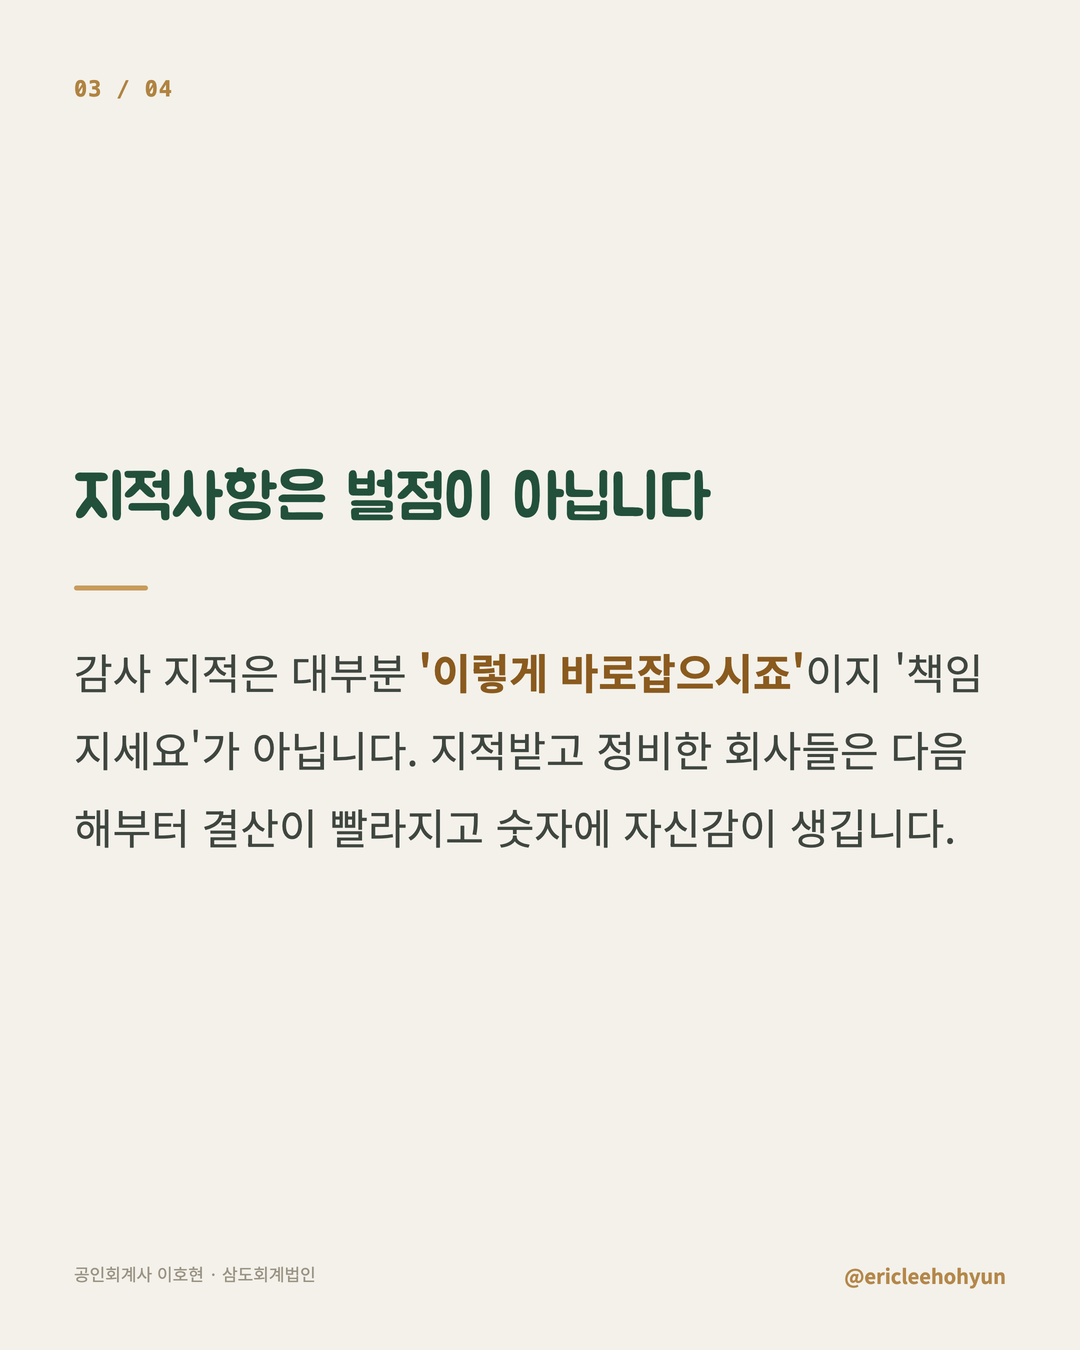 03 / 04
지적사항은 벌점이 아닙니다
감사 지적은 대부분 '이렇게 바로잡으시죠'이지 '책임
지세요'가 아닙니다. 지적받고 정비한 회사들은 다음
해부터 결산이 빨라지고 숫자에 자신감이 생깁니다.
공인회계사 이호현 · 삼도회계법인
@ericleehohyun